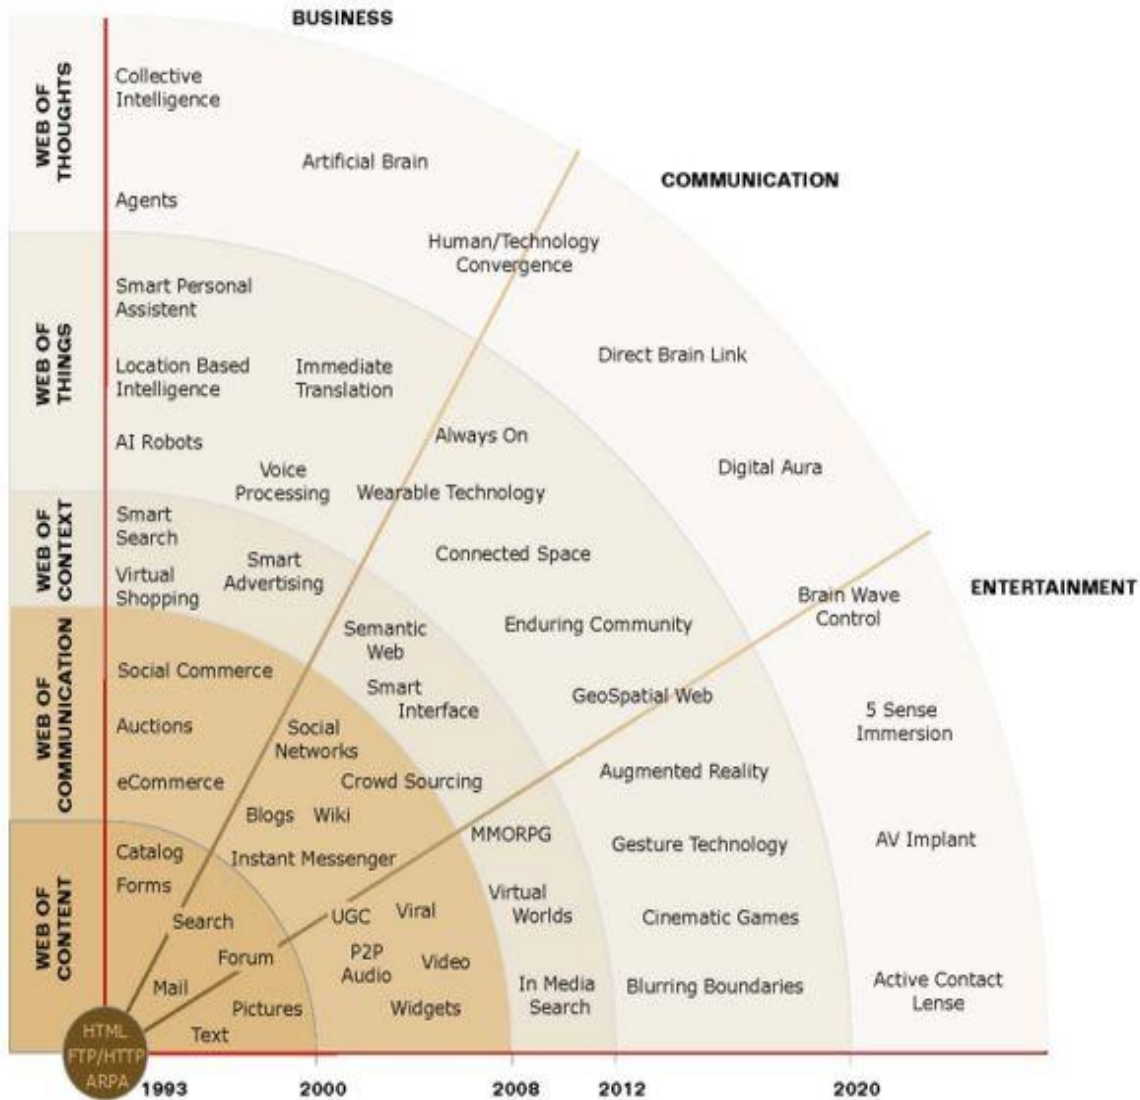 BUSINESS
COMMUNICATION
ENTERTAINMENT
WEB OF
THOUGHTS
Collective
Intelligence
Artificial Brain
Agents
Human/Technology
Convergence
Direct Brain Link
Digital Aura
Brain Wave
Control
5 Sense
Immersion
AV Implant
Active Contact
Lense
WEB OF
THINGS
Smart Personal
Assistent
Location Based
Intelligence
Immediate
Translation
AI Robots
Voice
Processing
Always On
Wearable Technology
Connected Space
Enduring Community
GeoSpatial Web
Augmented Reality
Gesture Technology
Cinematic Games
Blurring Boundaries
WEB OF
CONTEXT
Smart
Search
Virtual
Shopping
Smart
Advertising
Semantic
Web
Smart
Interface
MMORPG
Virtual
Worlds
In Media
Search
WEB OF
COMMUNICATION
Social Commerce
Auctions
eCommerce
Social
Networks
Crowd Sourcing
Blogs Wiki
Instant Messenger
UGC Viral
P2P
Audio
Video
Widgets
WEB OF
CONTENT
Catalog
Forms
Search
Forum
Mail
Pictures
Text
HTML
FTP/HTTP
ARPA
1993 2000 2008 2012 2020